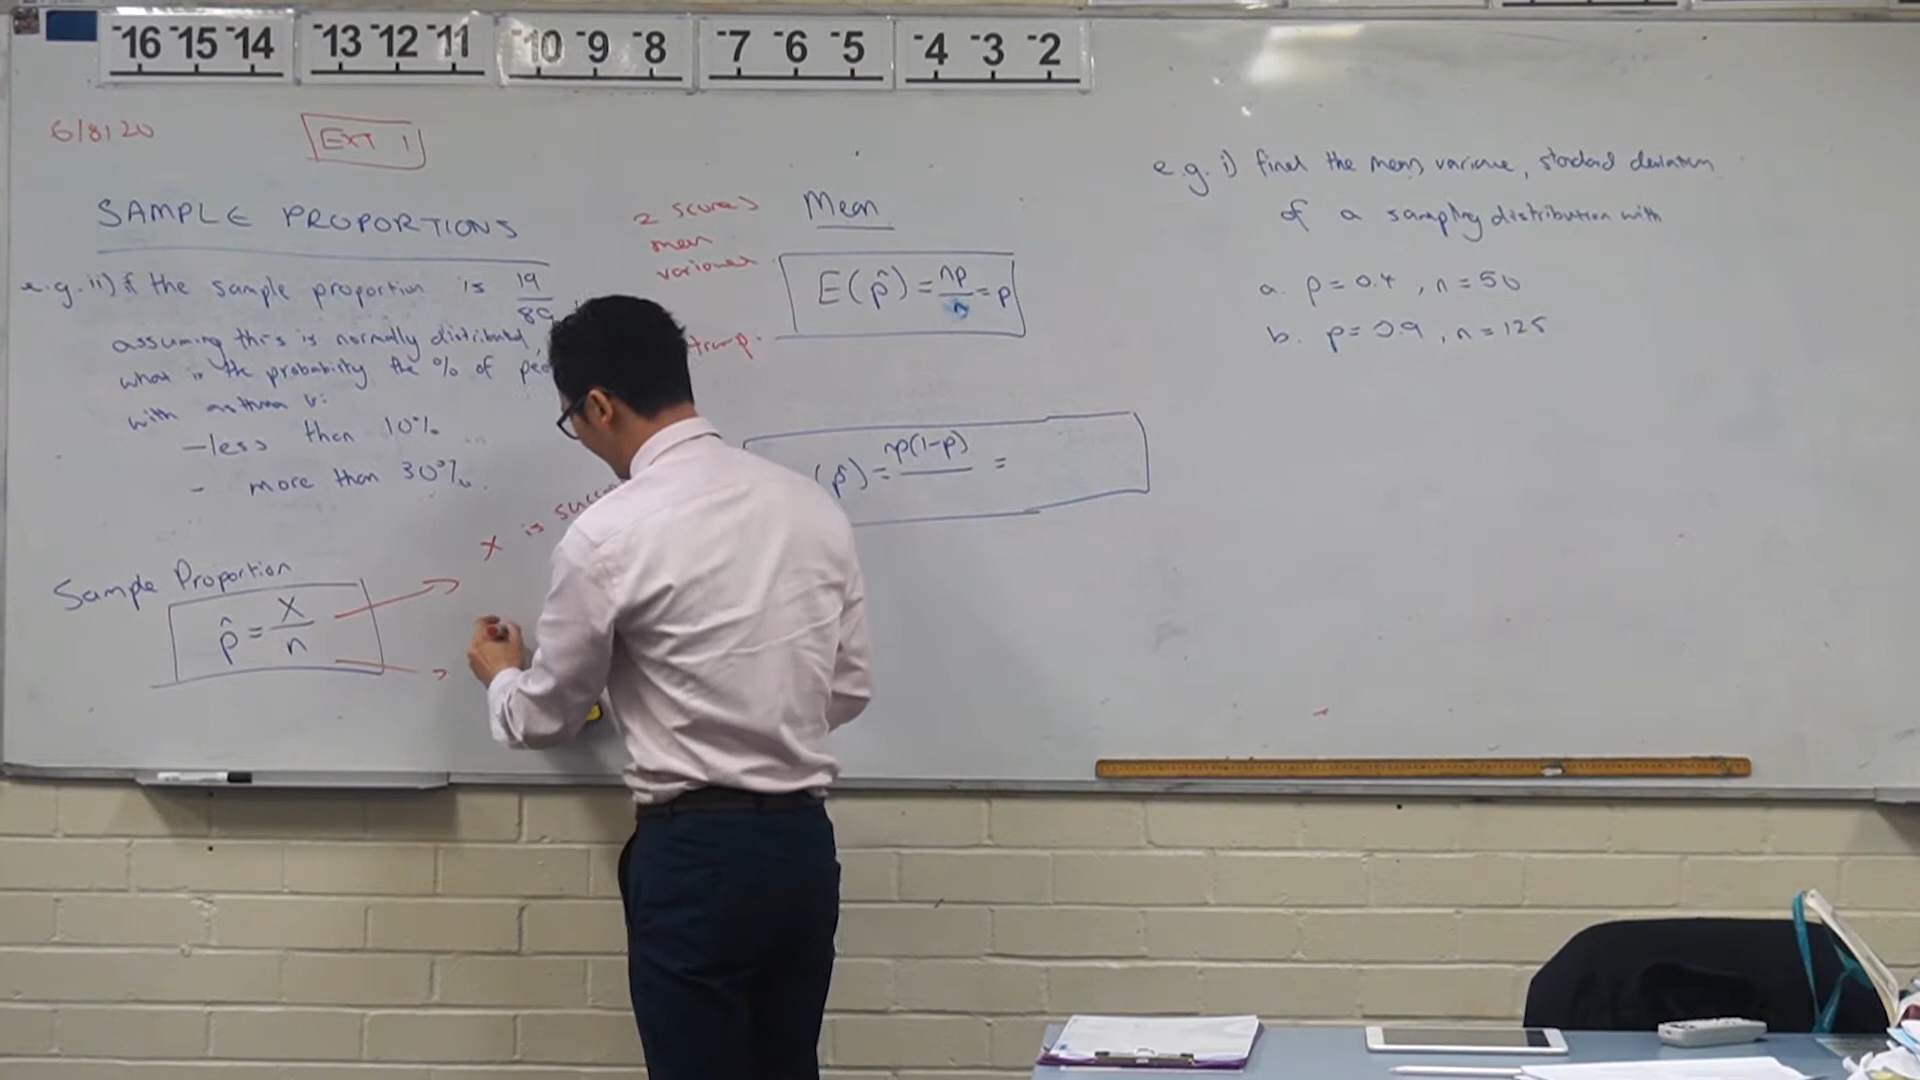 -16 -15 -14 -13 -12 -11 -10 -9 -8 -7 -6 -5 -4 -3 -2
6/8/20
EXT 1
SAMPLE PROPORTIONS
e.g. ii) if the sample proportion is 19/89
assuming this is normally distributed,
what is the probability the % of
with asthma is:
- less than 10%
- more than 30%.
Sample Proportion
p̂ = X/n
X is
2 scores
mean
variance
Mean
E(p̂) = np/n = p
(p̂) = np(1-p) =
e.g. i) find the mean, variance, standard deviation
of a sampling distribution with
a. p = 0.4, n = 50
b. p = 0.9, n = 125